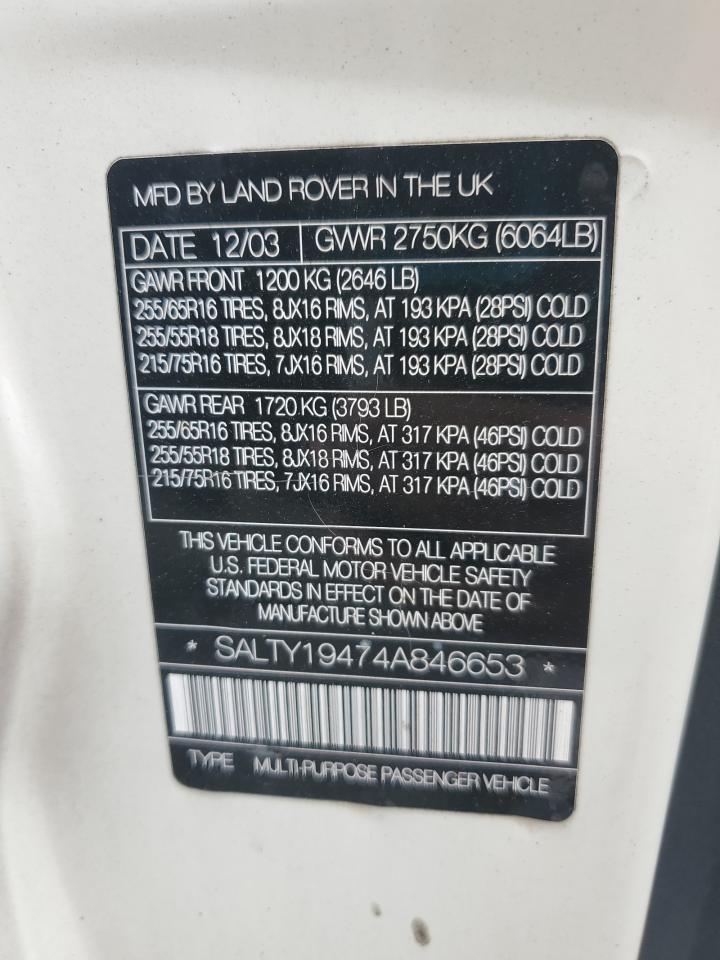 MFD BY LAND ROVER IN THE UK
DATE 12/03 GVWR 2750KG (6064LB)
GAWR FRONT 1200 KG (2646 LB)
255/65R16 TIRES, 8JX16 RIMS, AT 193 KPA (28PSI) COLD
255/55R18 TIRES, 8JX18 RIMS, AT 193 KPA (28PSI) COLD
215/75R16 TIRES, 7JX16 RIMS, AT 193 KPA (28PSI) COLD
GAWR REAR 1720 KG (3793 LB)
255/65R16 TIRES, 8JX16 RIMS, AT 317 KPA (46PSI) COLD
255/55R18 TIRES, 8JX18 RIMS, AT 317 KPA (46PSI) COLD
215/75R16 TIRES, 7JX16 RIMS, AT 317 KPA (46PSI) COLD
THIS VEHICLE CONFORMS TO ALL APPLICABLE
U.S. FEDERAL MOTOR VEHICLE SAFETY
STANDARDS IN EFFECT ON THE DATE OF
MANUFACTURE SHOWN ABOVE
* SALTY19474A846653 *
TYPE MULTI-PURPOSE PASSENGER VEHICLE